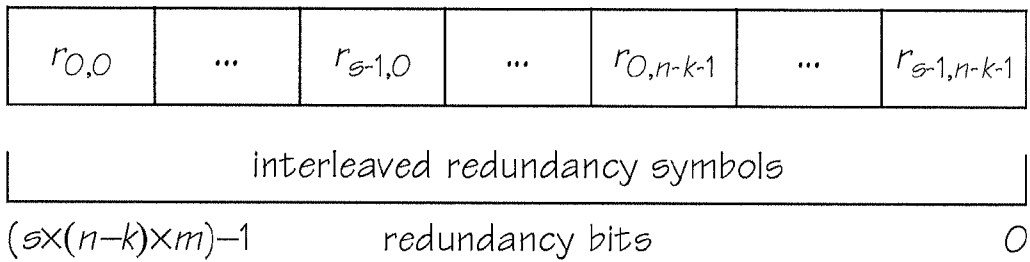 r0,0 ... rs-1,0 ... r0,n-k-1 ... rs-1,n-k-1
interleaved redundancy symbols
(s×(n–k)×m)–1 redundancy bits 0